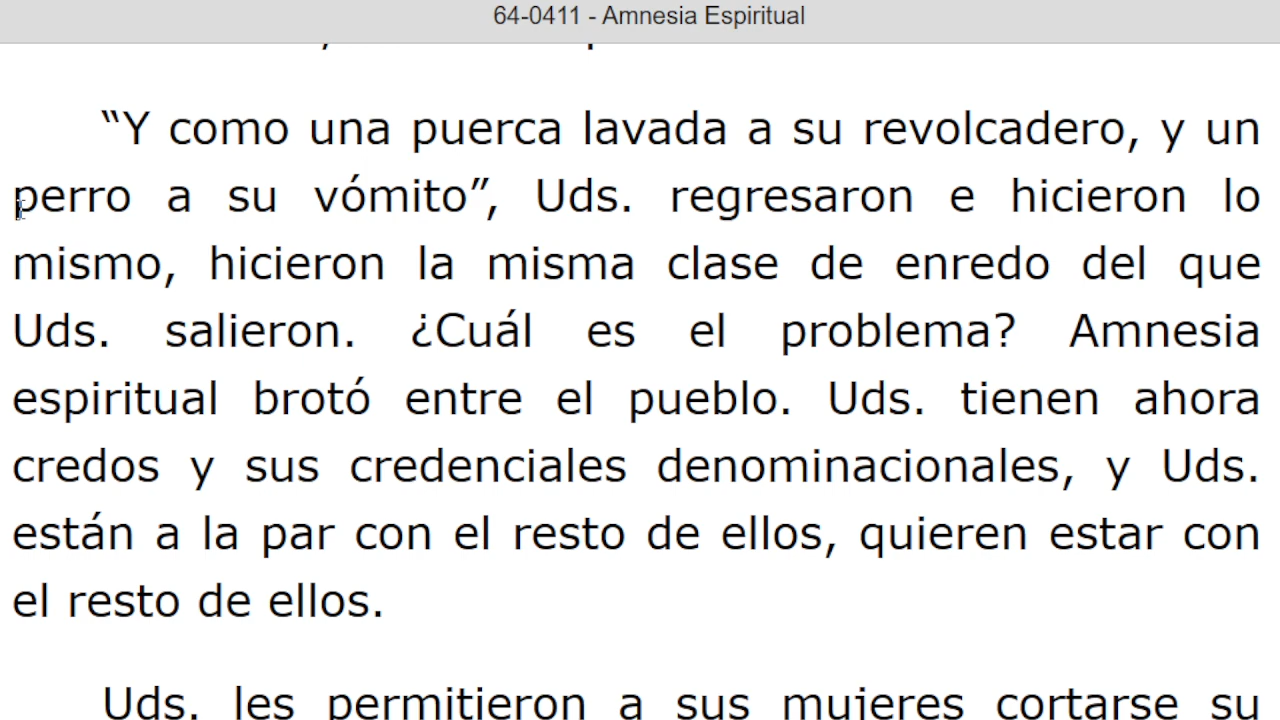 64-0411 - Amnesia Espiritual
“Y como una puerca lavada a su revolcadero, y un
perro a su vómito”, Uds. regresaron e hicieron lo
mismo, hicieron la misma clase de enredo del que
Uds. salieron. ¿Cuál es el problema? Amnesia
espiritual brotó entre el pueblo. Uds. tienen ahora
credos y sus credenciales denominacionales, y Uds.
están a la par con el resto de ellos, quieren estar con
el resto de ellos.
Uds. les permitieron a sus mujeres cortarse su